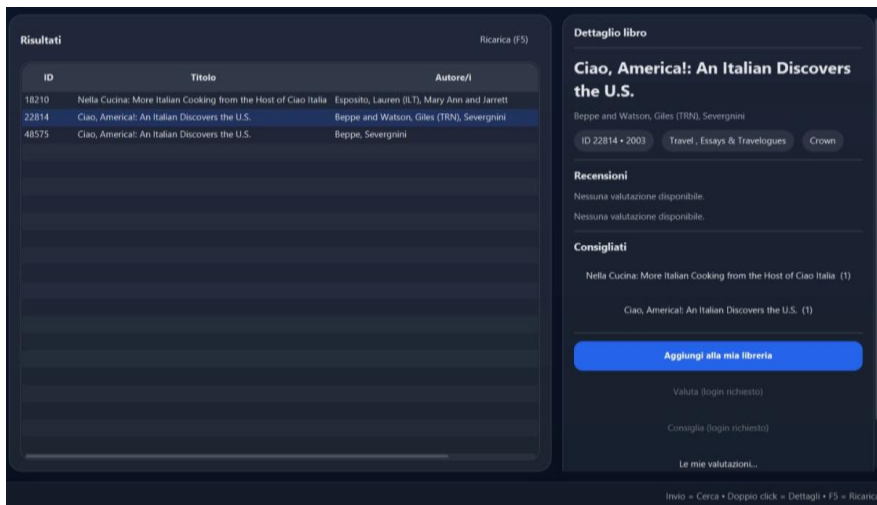 Risultati
Ricarica (F5)
ID Titolo Autore/i
18210 Nella Cucina: More Italian Cooking from the Host of Ciao Italia Esposito, Lauren (ILT), Mary Ann and Jarrett
22814 Ciao, America!: An Italian Discovers the U.S. Beppe and Watson, Giles (TRN), Severgnini
48575 Ciao, America!: An Italian Discovers the U.S. Beppe, Severgnini
Dettaglio libro
Ciao, America!: An Italian Discovers
the U.S.
Beppe and Watson, Giles (TRN), Severgnini
ID 22814 • 2003 Travel , Essays & Travelogues Crown
Recensioni
Nessuna valutazione disponibile.
Nessuna valutazione disponibile.
Consigliati
Nella Cucina: More Italian Cooking from the Host of Ciao Italia (1)
Ciao, America!: An Italian Discovers the U.S. (1)
Aggiungi alla mia libreria
Valuta (login richiesto)
Consiglia (login richiesto)
Le mie valutazioni...
Invio = Cerca • Doppio click = Dettagli • F5 = Ricarica